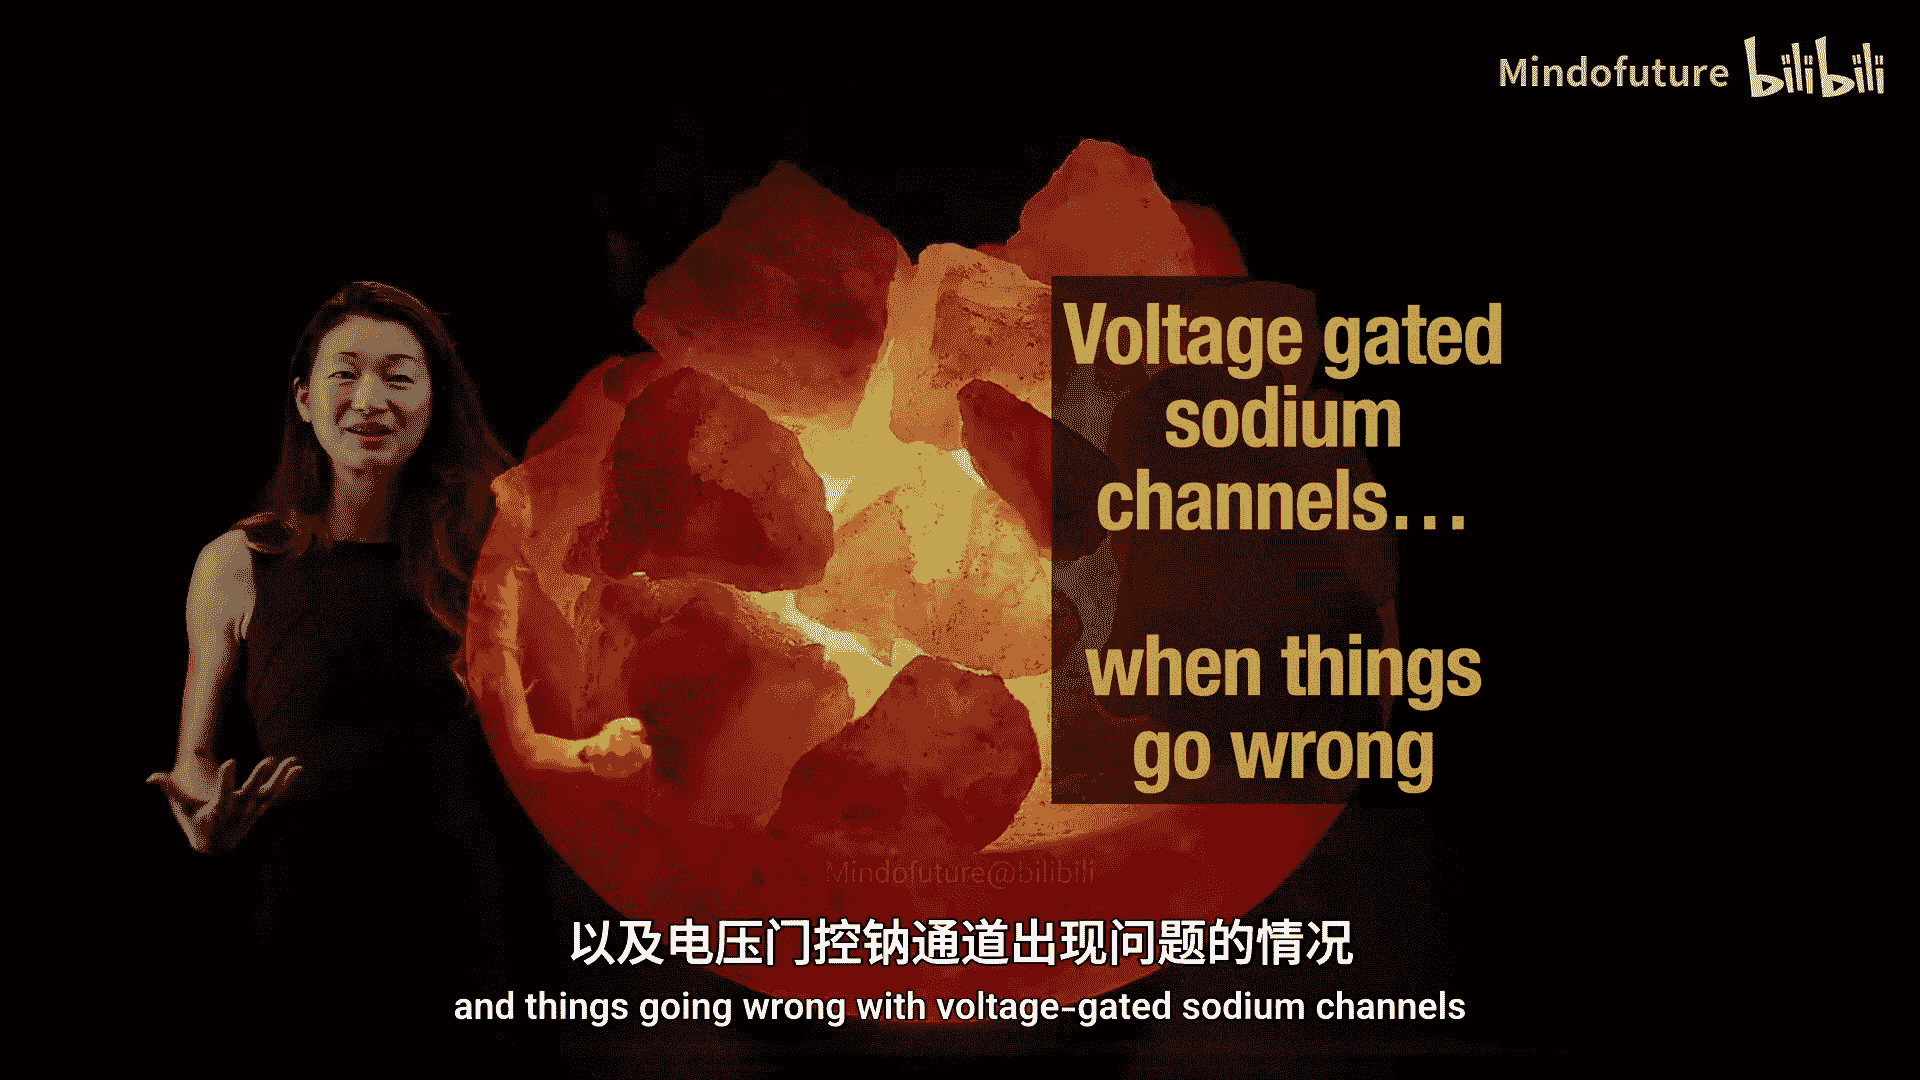 Mindofuture bilibili
Voltage gated
sodium
channels...
when things
go wrong
Mindofuture@bilibili
以及电压门控钠通道出现问题的情况
and things going wrong with voltage-gated sodium channels